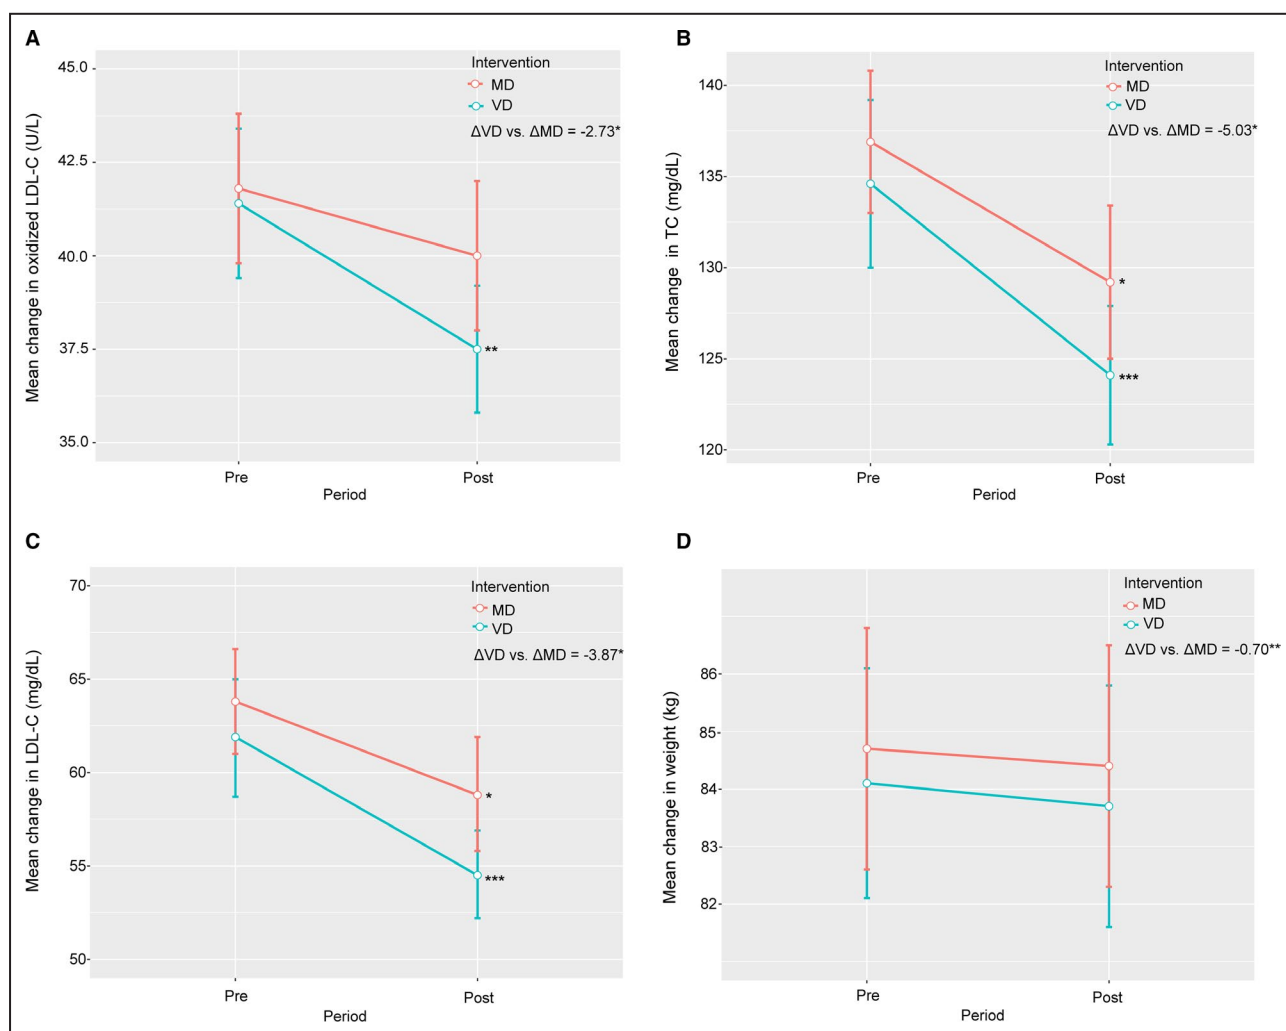 A
Mean change in oxidized LDL-C (U/L)
45.0
42.5
40.0
37.5
35.0
Intervention
MD
VD
ΔVD vs. ΔMD = -2.73*
**
Pre
Post
Period
B
Mean change in TC (mg/dL)
140
135
130
125
120
Intervention
MD
VD
ΔVD vs. ΔMD = -5.03*
*
***
Pre
Post
Period
C
Mean change in LDL-C (mg/dL)
70
65
60
55
50
Intervention
MD
VD
ΔVD vs. ΔMD = -3.87*
*
***
Pre
Post
Period
D
Mean change in weight (kg)
86
85
84
83
82
Intervention
MD
VD
ΔVD vs. ΔMD = -0.70**
Pre
Post
Period